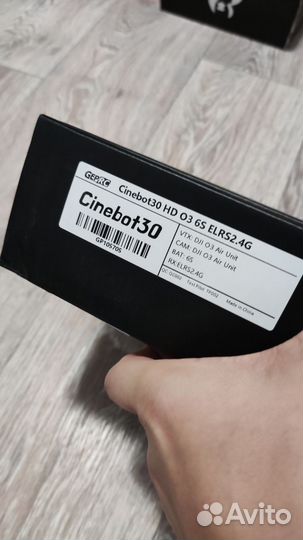 GEPRC Cinebot30 HD O3 6S ELRS2.4G
Cinebot30
GP105705
VTX: DJI O3 Air Unit
CAM: DJI O3 Air Unit
BAT: 6S
RX:ELRS2.4G
Made in China
Avito